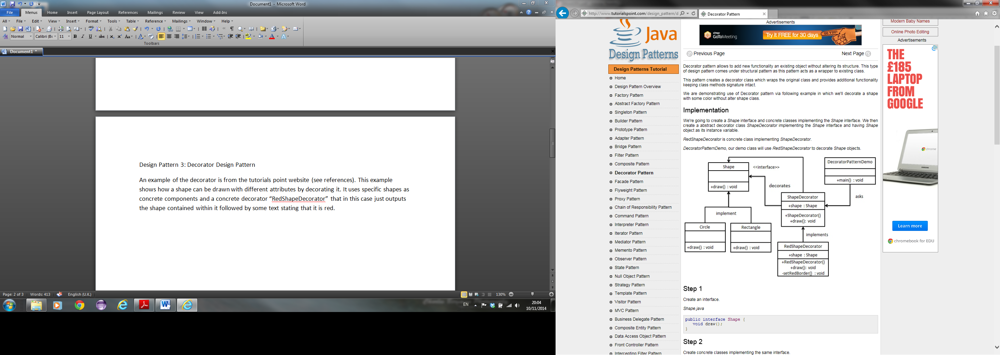 Document1 - Microsoft Word
File Menus Home Insert Page Layout References Mailings Review View Add-Ins
All File Edit View Insert Format Tools Table Reference Mailings Window Help
Normal Calibri (Bc 11
Toolbars
Document1 *
Design Pattern 3: Decorator Design Pattern
An example of the decorator is from the tutorials point website (see references). This example
shows how a shape can be drawn with different attributes by decorating it. It uses specific shapes as
concrete components and a concrete decorator “RedShapeDecorator” that in this case just outputs
the shape contained within it followed by some text stating that it is red.
Page: 2 of 3 Words: 413 English (U.K.) 130%
EN
20:04
10/11/2014
http://www.tutorialspoint.com/design_pattern/d
Decorator Pattern
Java
Design Patterns
Design Patterns Tutorial
Home
Design Pattern Overview
Factory Pattern
Abstract Factory Pattern
Singleton Pattern
Builder Pattern
Prototype Pattern
Adapter Pattern
Bridge Pattern
Filter Pattern
Composite Pattern
Decorator Pattern
Facade Pattern
Flyweight Pattern
Proxy Pattern
Chain of Responsibility Pattern
Command Pattern
Interpreter Pattern
Iterator Pattern
Mediator Pattern
Memento Pattern
Observer Pattern
State Pattern
Null Object Pattern
Strategy Pattern
Template Pattern
Visitor Pattern
MVC Pattern
Business Delegate Pattern
Composite Entity Pattern
Data Access Object Pattern
Front Controller Pattern
Intercepting Filter Pattern
Advertisements
citrix
GoToMeeting
Try it FREE for 30 days
DO YOU!
Previous Page
Next Page
Decorator pattern allows to add new functionality an existing object without altering its structure. This type
of design pattern comes under structural pattern as this pattern acts as a wrapper to existing class.
This pattern creates a decorator class which wraps the original class and provides additional functionality
keeping class methods signature intact.
We are demonstrating use of Decorator pattern via following example in which we'll decorate a shape
with some color without alter shape class.
Implementation
We're going to create a Shape interface and concrete classes implementing the Shape interface. We then
create a abstract decorator class ShapeDecorator implementing the Shape interface and having Shape
object as its instance variable.
RedShapeDecorator is concrete class implementing ShapeDecorator.
DecoratorPatternDemo, our demo class will use RedShapeDecorator to decorate Shape objects.
Shape
+draw() : void
<<interface>>
DecoratorPatternDemo
+main() : void
decorates
asks
ShapeDecorator
+shape : Shape
+ShapeDecorator()
+draw(): void
implement
Circle
+draw() : void
Rectangle
+draw() : void
implements
RedShapeDecorator
+shape : Shape
+RedShapeDecorator()
+draw(): void
-setRedBorder() : void
Step 1
Create an interface.
Shape.java
public interface Shape {
void draw();
}
Step 2
Create concrete classes implementing the same interface.
Modern Baby Names
Online Photo Editing
Advertisements
THE
£185
LAPTOP
FROM
GOOGLE
chrome
SAMSUNG
Learn more
chromebook for EDU